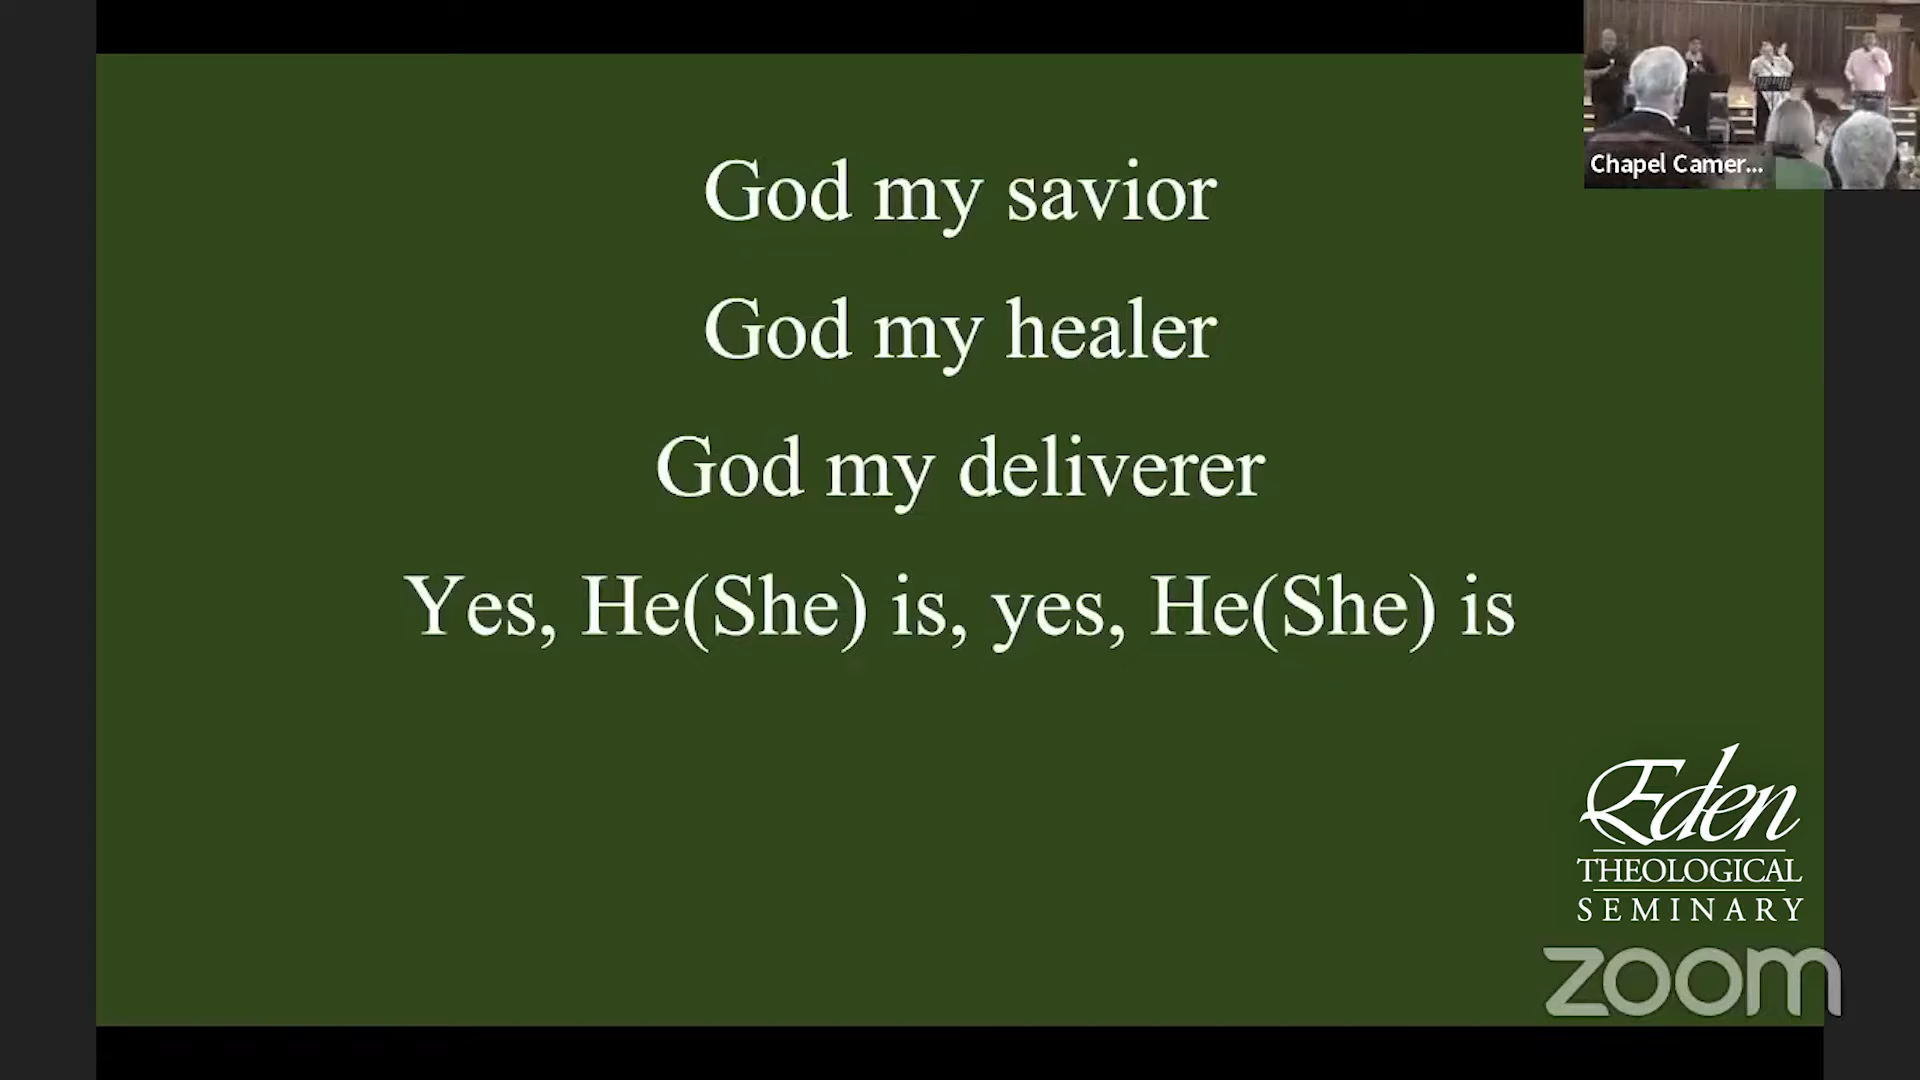 Chapel Camer...
God my savior
God my healer
God my deliverer
Yes, He(She) is, yes, He(She) is
Eden
THEOLOGICAL
SEMINARY
zoom